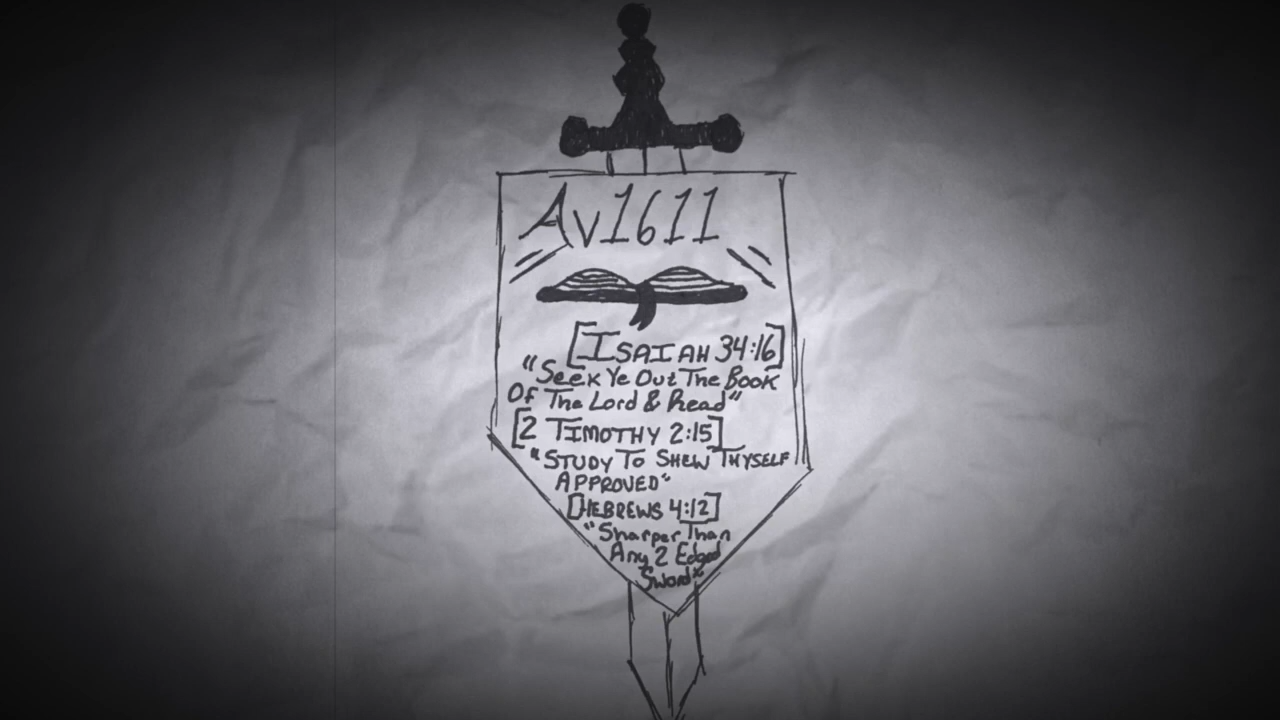 Av1611
[ISAIAH 34:16]
"Seek Ye Out The Book
Of The Lord & Read"
[2 TIMOTHY 2:15]
"STUDY TO SHEW THYSELF
APPROVED"
[HEBREWS 4:12]
"Sharper Than
Any 2 Edged
Sword"